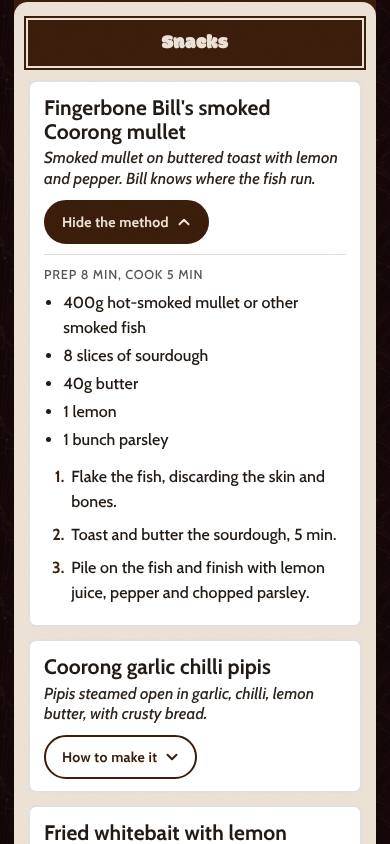 Snacks
Fingerbone Bill's smoked
Coorong mullet
Smoked mullet on buttered toast with lemon
and pepper. Bill knows where the fish run.
Hide the method
PREP 8 MIN, COOK 5 MIN
• 400g hot-smoked mullet or other
smoked fish
• 8 slices of sourdough
• 40g butter
• 1 lemon
• 1 bunch parsley
1. Flake the fish, discarding the skin and
bones.
2. Toast and butter the sourdough, 5 min.
3. Pile on the fish and finish with lemon
juice, pepper and chopped parsley.
Coorong garlic chilli pipis
Pipis steamed open in garlic, chilli, lemon
butter, with crusty bread.
How to make it
Fried whitebait with lemon